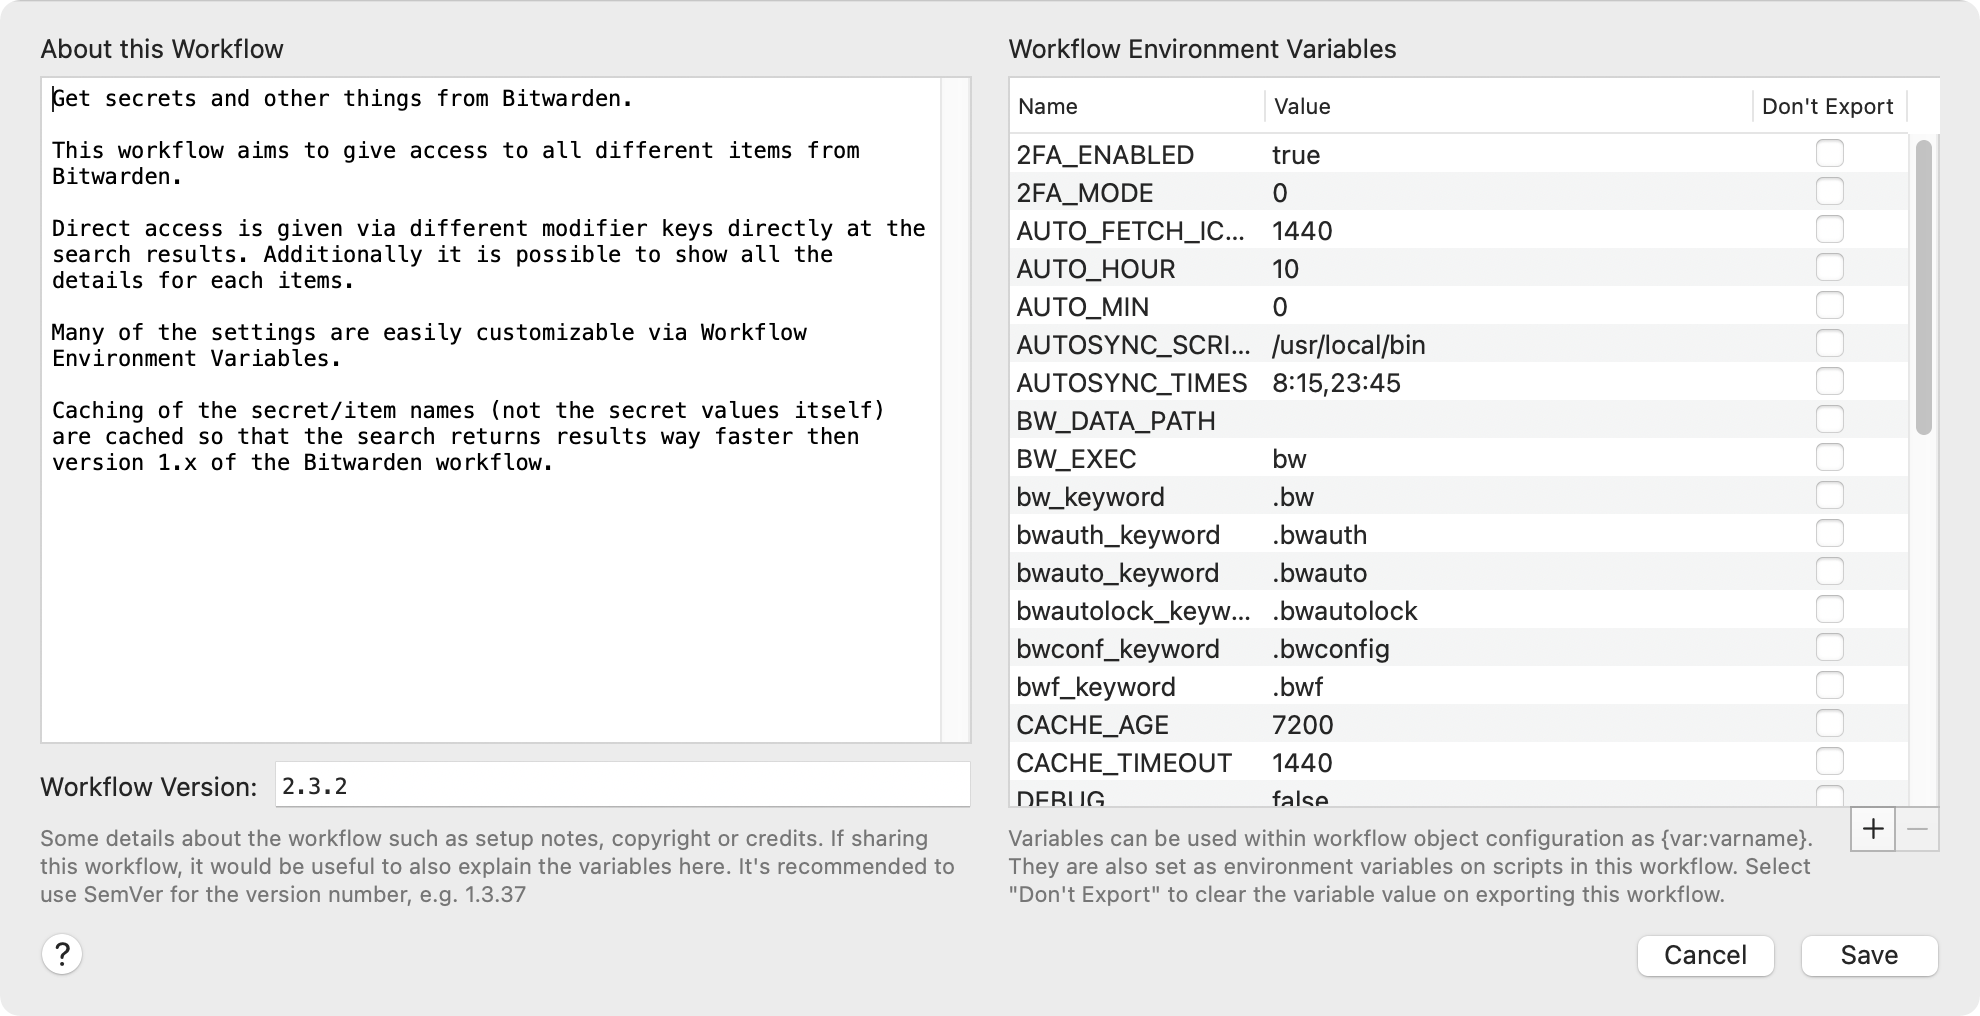 About this Workflow
Get secrets and other things from Bitwarden.
This workflow aims to give access to all different items from
Bitwarden.
Direct access is given via different modifier keys directly at the
search results. Additionally it is possible to show all the
details for each items.
Many of the settings are easily customizable via Workflow
Environment Variables.
Caching of the secret/item names (not the secret values itself)
are cached so that the search returns results way faster then
version 1.x of the Bitwarden workflow.
Workflow Version: 2.3.2
Some details about the workflow such as setup notes, copyright or credits. If sharing
this workflow, it would be useful to also explain the variables here. It's recommended to
use SemVer for the version number, e.g. 1.3.37
?
Workflow Environment Variables
Name Value Don't Export
2FA_ENABLED true
2FA_MODE 0
AUTO_FETCH_IC... 1440
AUTO_HOUR 10
AUTO_MIN 0
AUTOSYNC_SCRI... /usr/local/bin
AUTOSYNC_TIMES 8:15,23:45
BW_DATA_PATH
BW_EXEC bw
bw_keyword .bw
bwauth_keyword .bwauth
bwauto_keyword .bwauto
bwautolock_keyw... .bwautolock
bwconf_keyword .bwconfig
bwf_keyword .bwf
CACHE_AGE 7200
CACHE_TIMEOUT 1440
DEBUG false
+ −
Variables can be used within workflow object configuration as {var:varname}.
They are also set as environment variables on scripts in this workflow. Select
"Don't Export" to clear the variable value on exporting this workflow.
Cancel Save